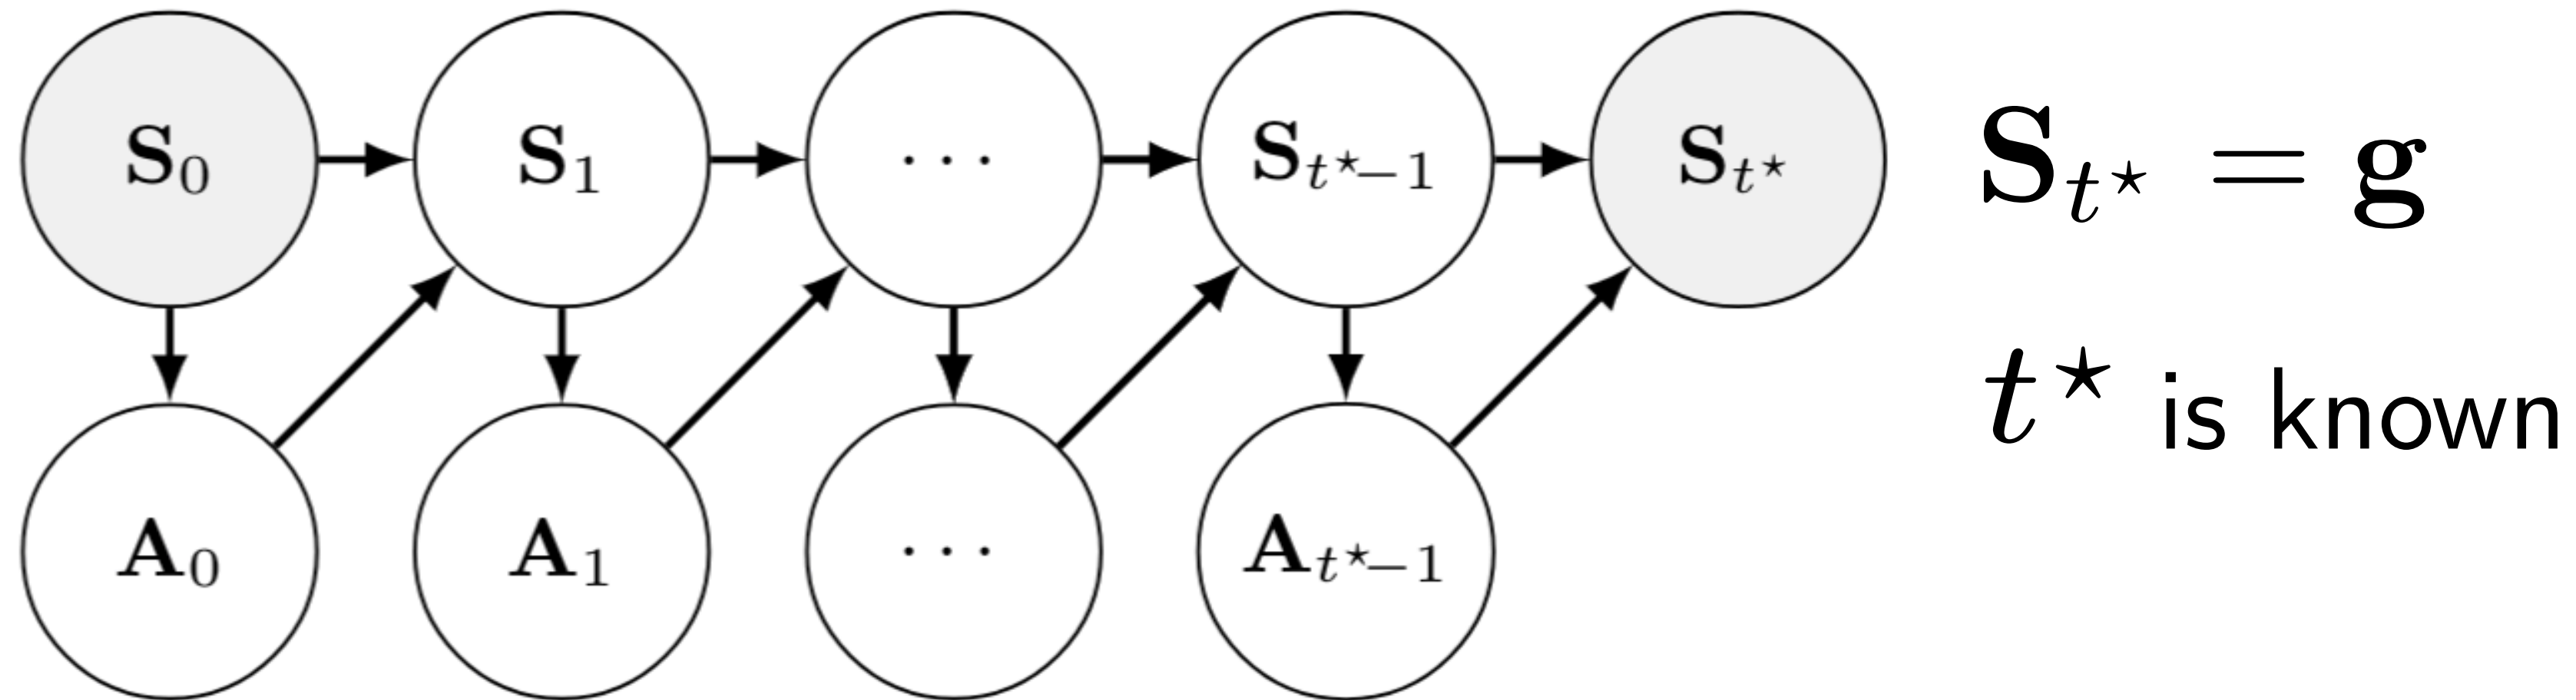 S₀ S₁ ··· S_{t⋆−1} S_{t⋆} S_{t⋆} = g
t⋆ is known
A₀ A₁ ··· A_{t⋆−1}